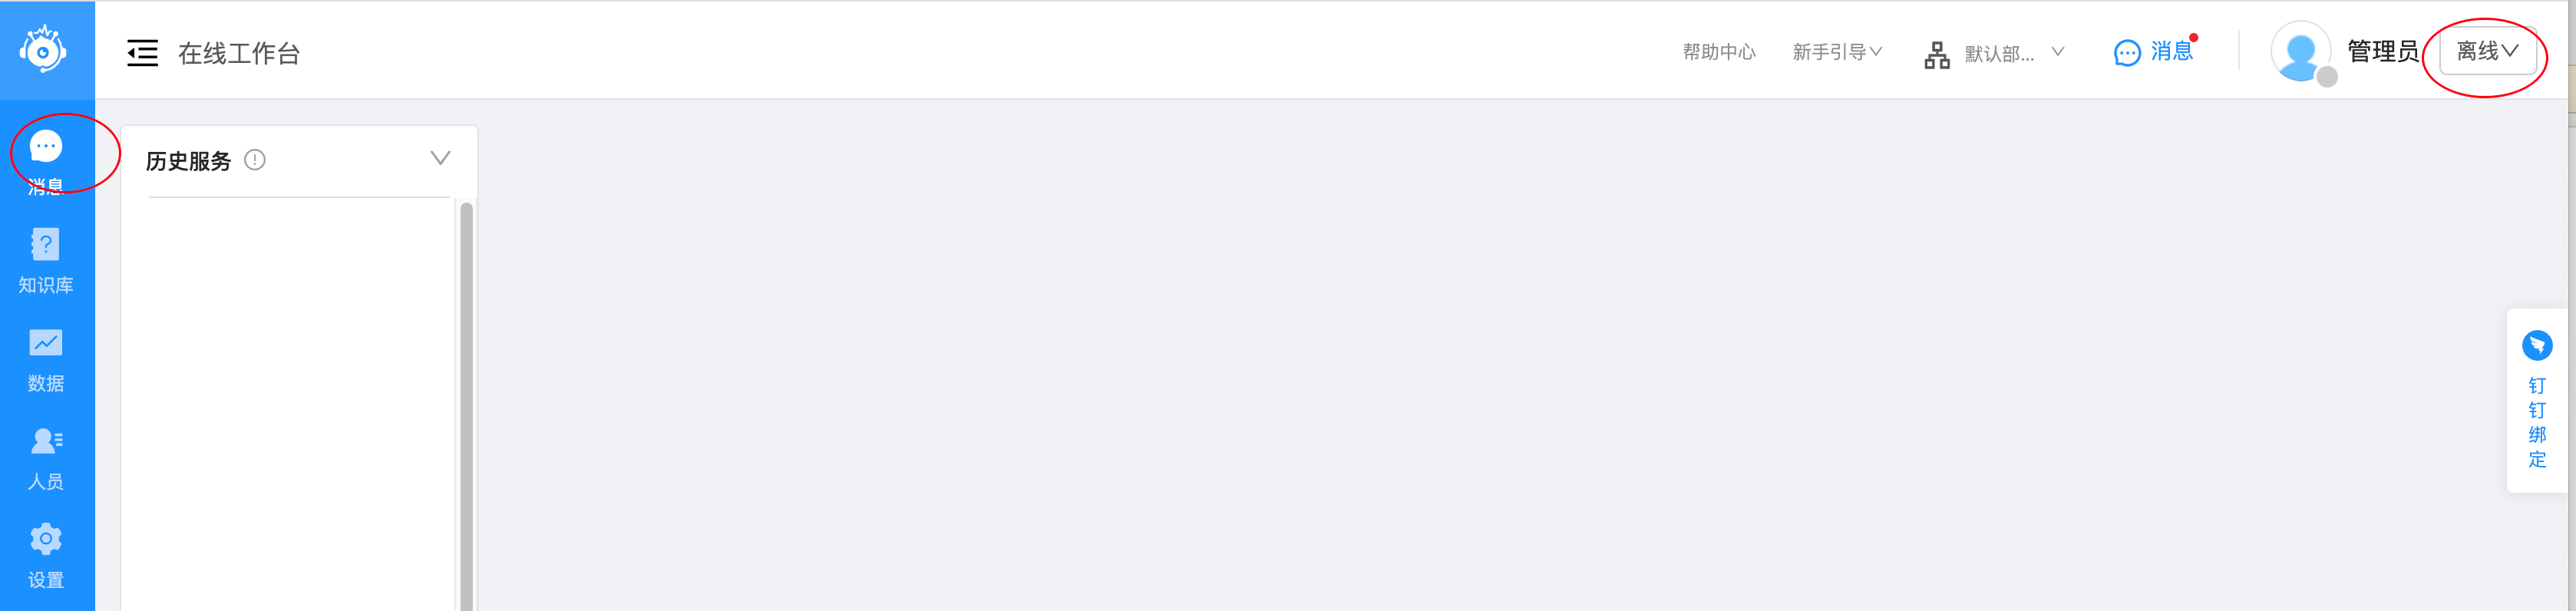 在线工作台
帮助中心
新手引导
默认部...
消息
管理员
离线
消息
知识库
数据
人员
设置
历史服务
钉钉绑定